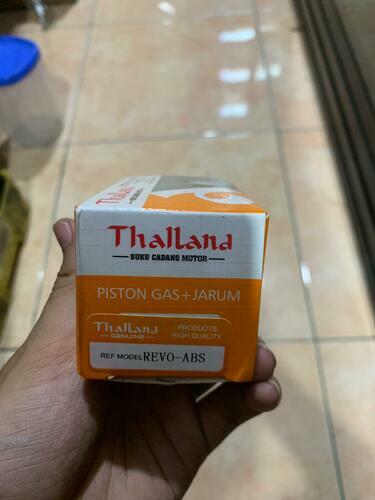 Thailand
SUKU CADANG MOTOR
PISTON GAS+JARUM
Thailand
GENUINE
PRODUCTS
HIGH QUALITY
REF MODEL REVO-ABS